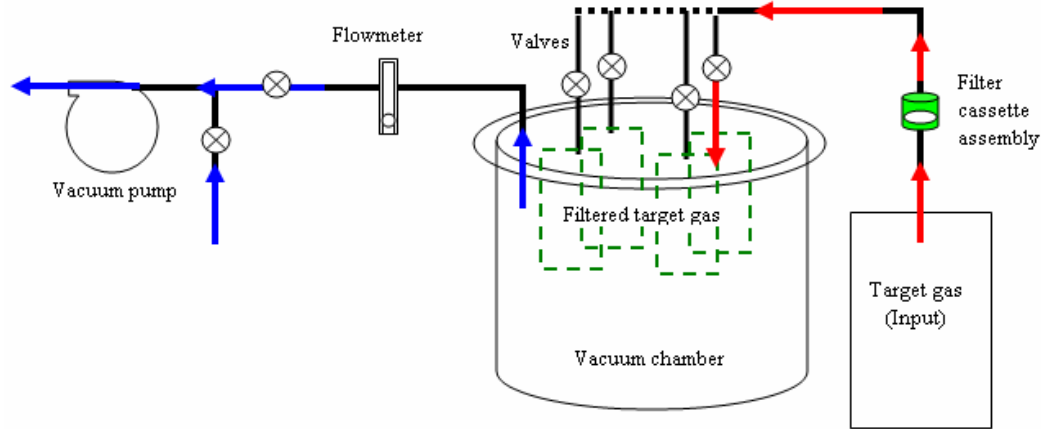 Flowmeter
Valves
Filter
cassette
assembly
Vacuum pump
Filtered target gas
Target gas
(Input)
Vacuum chamber